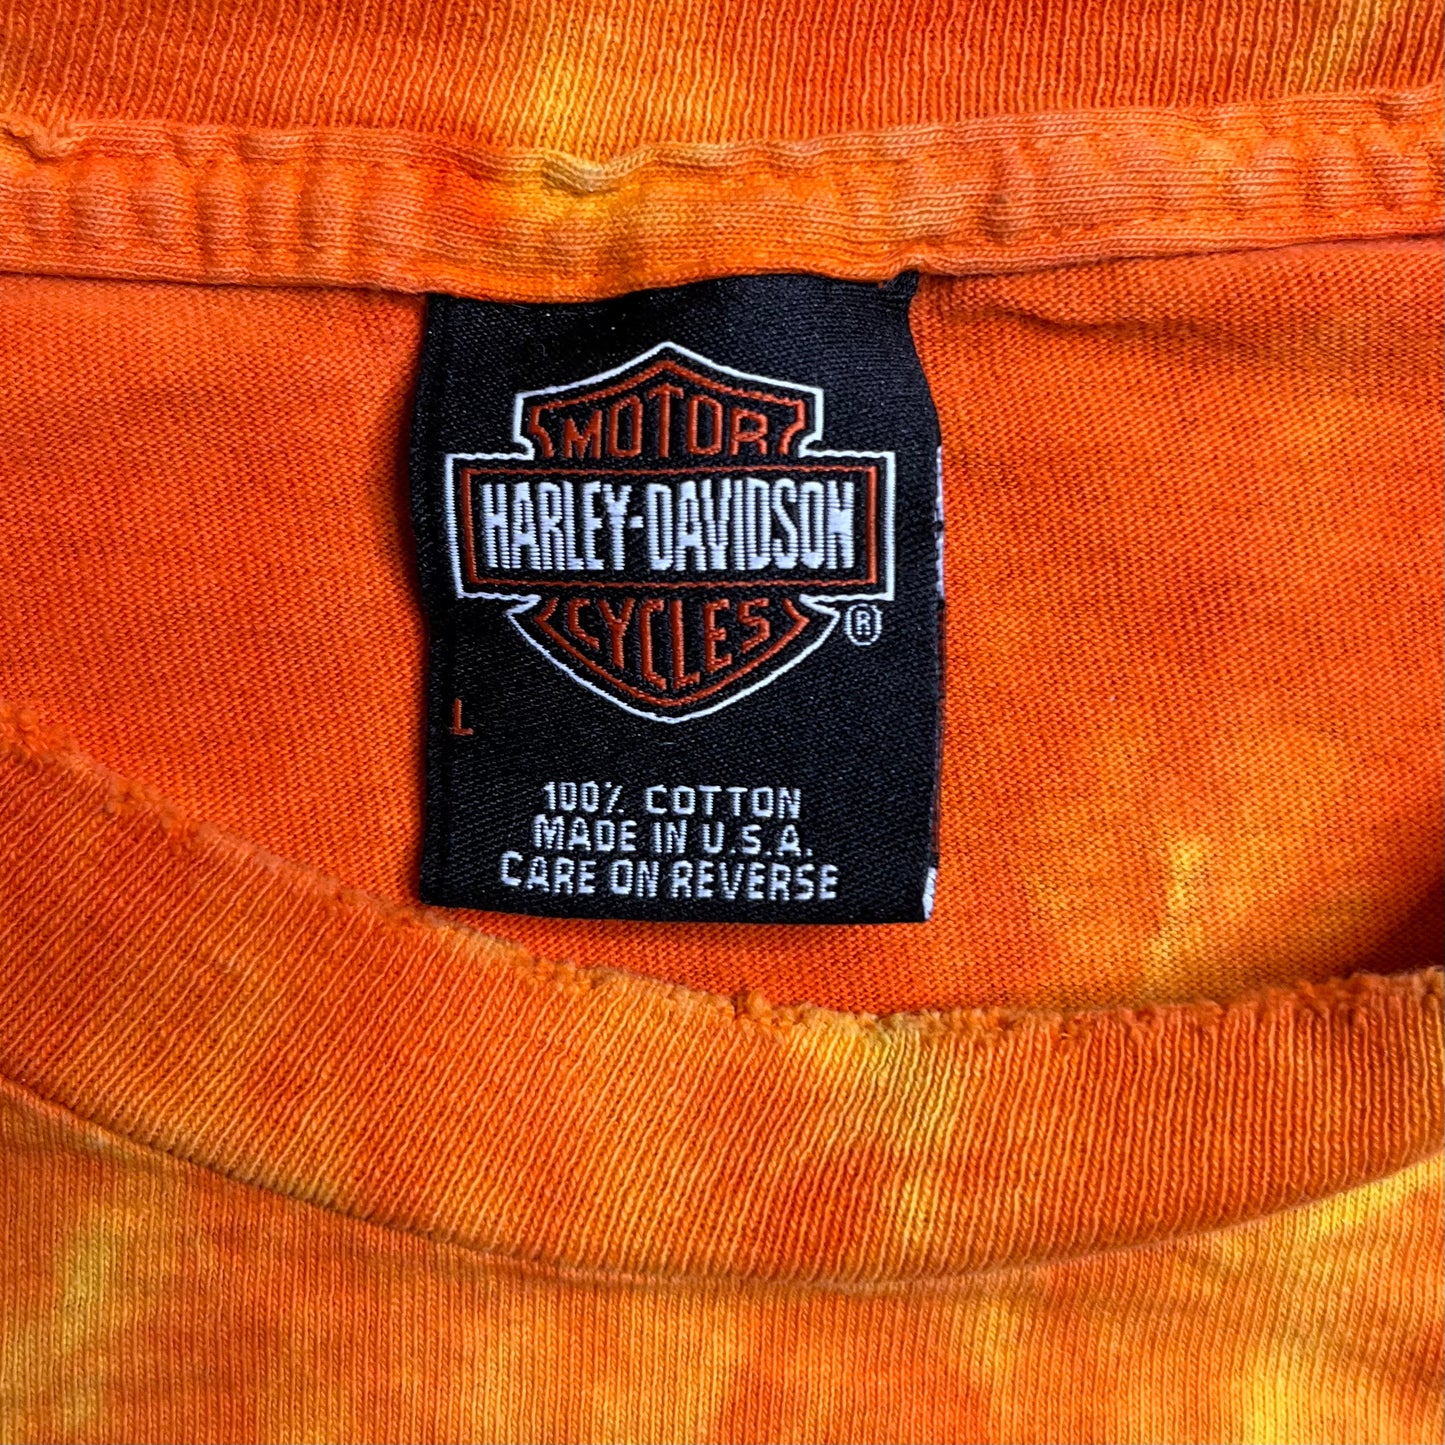 MOTOR
HARLEY-DAVIDSON
CYCLES
®
L
100% COTTON
MADE IN U.S.A.
CARE ON REVERSE